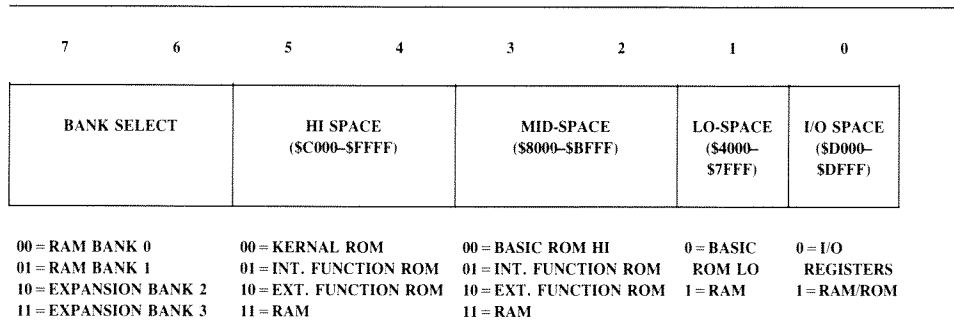 7 6 5 4 3 2 1 0
BANK SELECT
HI SPACE
($C000–$FFFF)
MID-SPACE
($8000–$BFFF)
LO-SPACE
($4000–
$7FFF)
I/O SPACE
($D000–
$DFFF)
00 = RAM BANK 0
01 = RAM BANK 1
10 = EXPANSION BANK 2
11 = EXPANSION BANK 3
00 = KERNAL ROM
01 = INT. FUNCTION ROM
10 = EXT. FUNCTION ROM
11 = RAM
00 = BASIC ROM HI
01 = INT. FUNCTION ROM
10 = EXT. FUNCTION ROM
11 = RAM
0 = BASIC
ROM LO
1 = RAM
0 = I/O
REGISTERS
1 = RAM/ROM